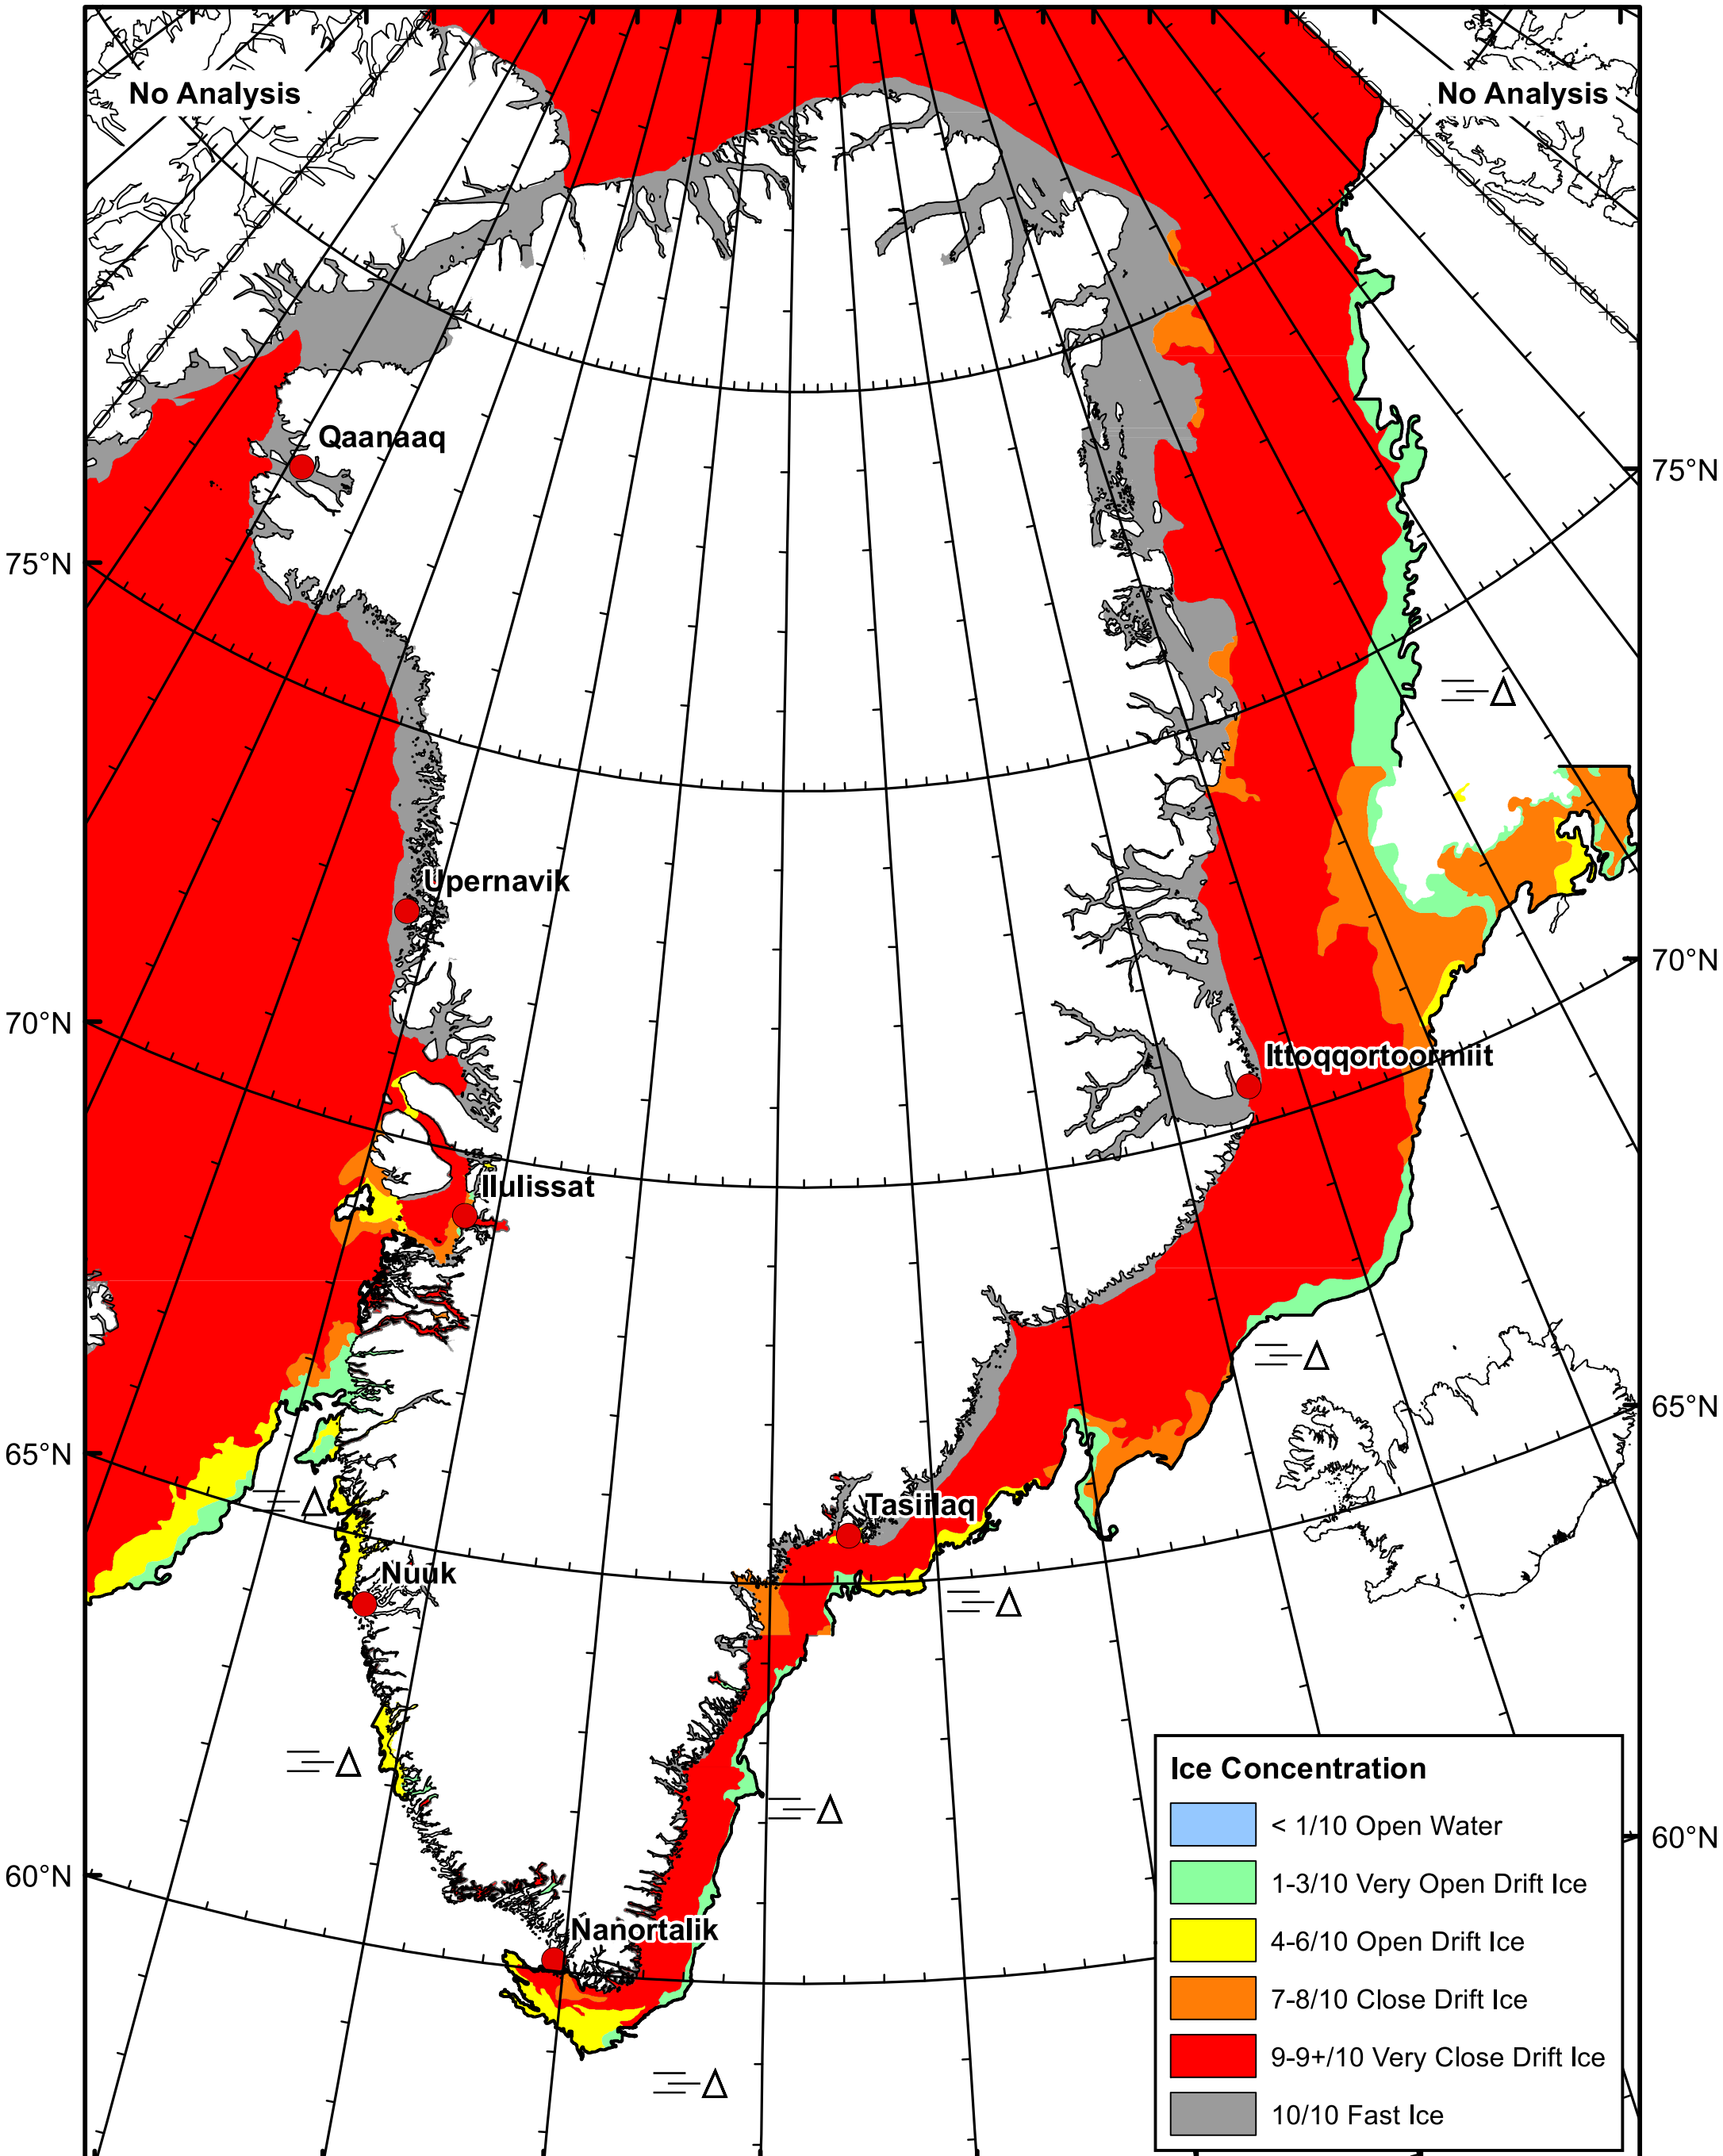 No Analysis
No Analysis
Qaanaaq
75°N
75°N
Upernavik
70°N
70°N
Ittoqqortoormiit
Ilulissat
65°N
65°N
Tasiilaq
Nuuk
60°N
60°N
Nanortalik
Ice Concentration
< 1/10 Open Water
1-3/10 Very Open Drift Ice
4-6/10 Open Drift Ice
7-8/10 Close Drift Ice
9-9+/10 Very Close Drift Ice
10/10 Fast Ice